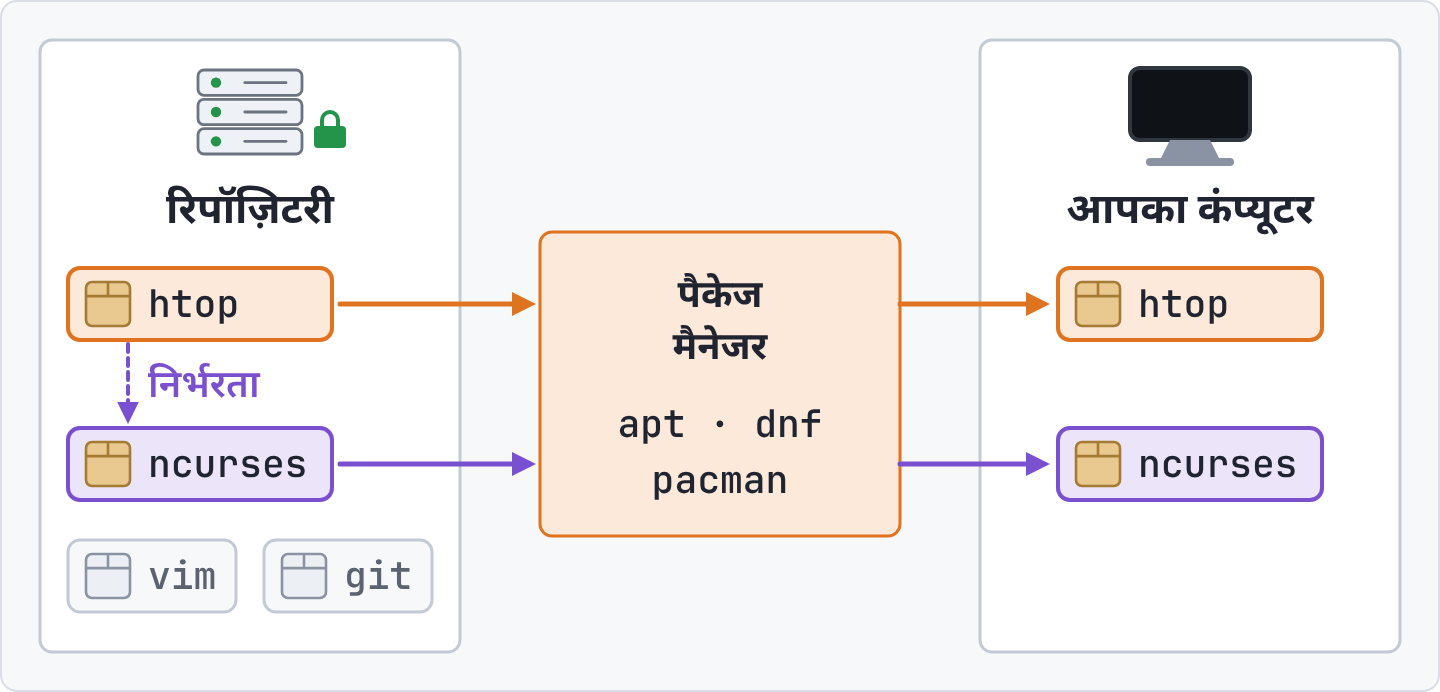 रिपॉज़िटरी
htop
निर्भरता
ncurses
vim
git
पैकेज
मैनेजर
apt · dnf
pacman
आपका कंप्यूटर
htop
ncurses